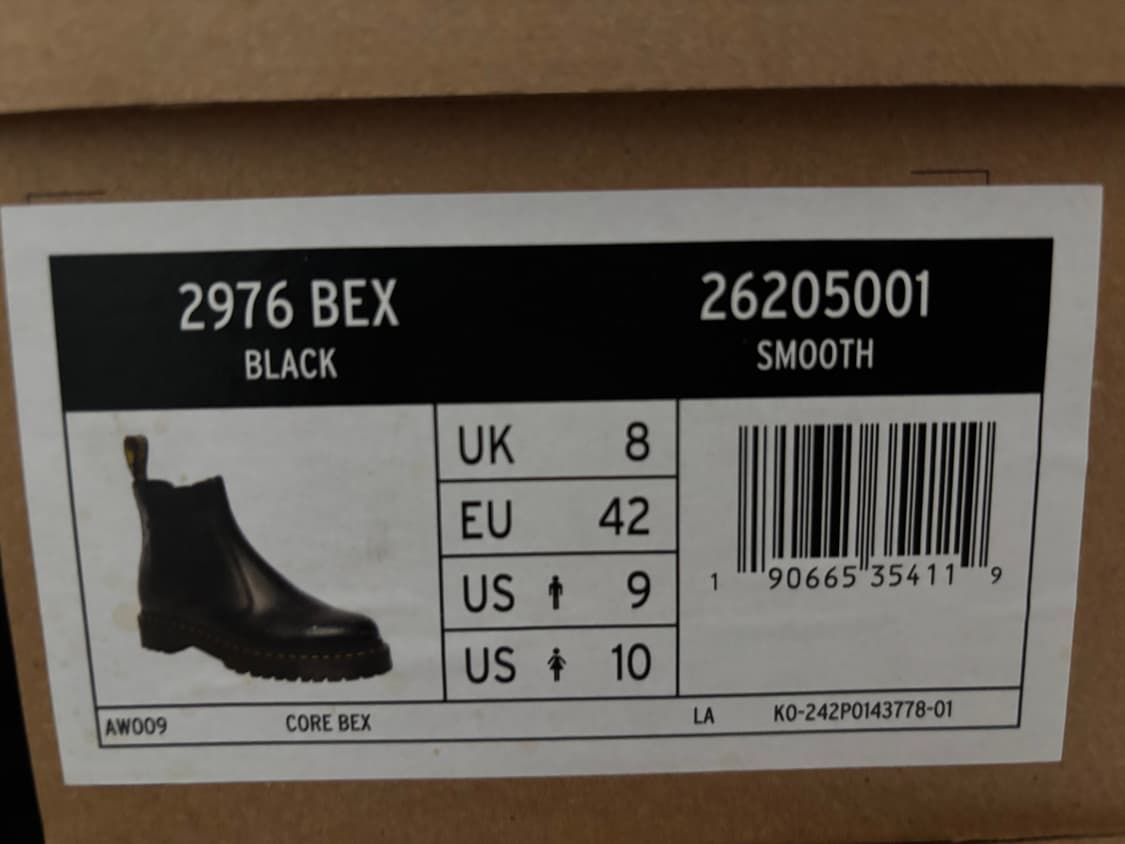 2976 BEX
BLACK
26205001
SMOOTH
UK 8
EU 42
US 9
US 10
1 90665 35411 9
AW009 CORE BEX LA K0-242P0143778-01